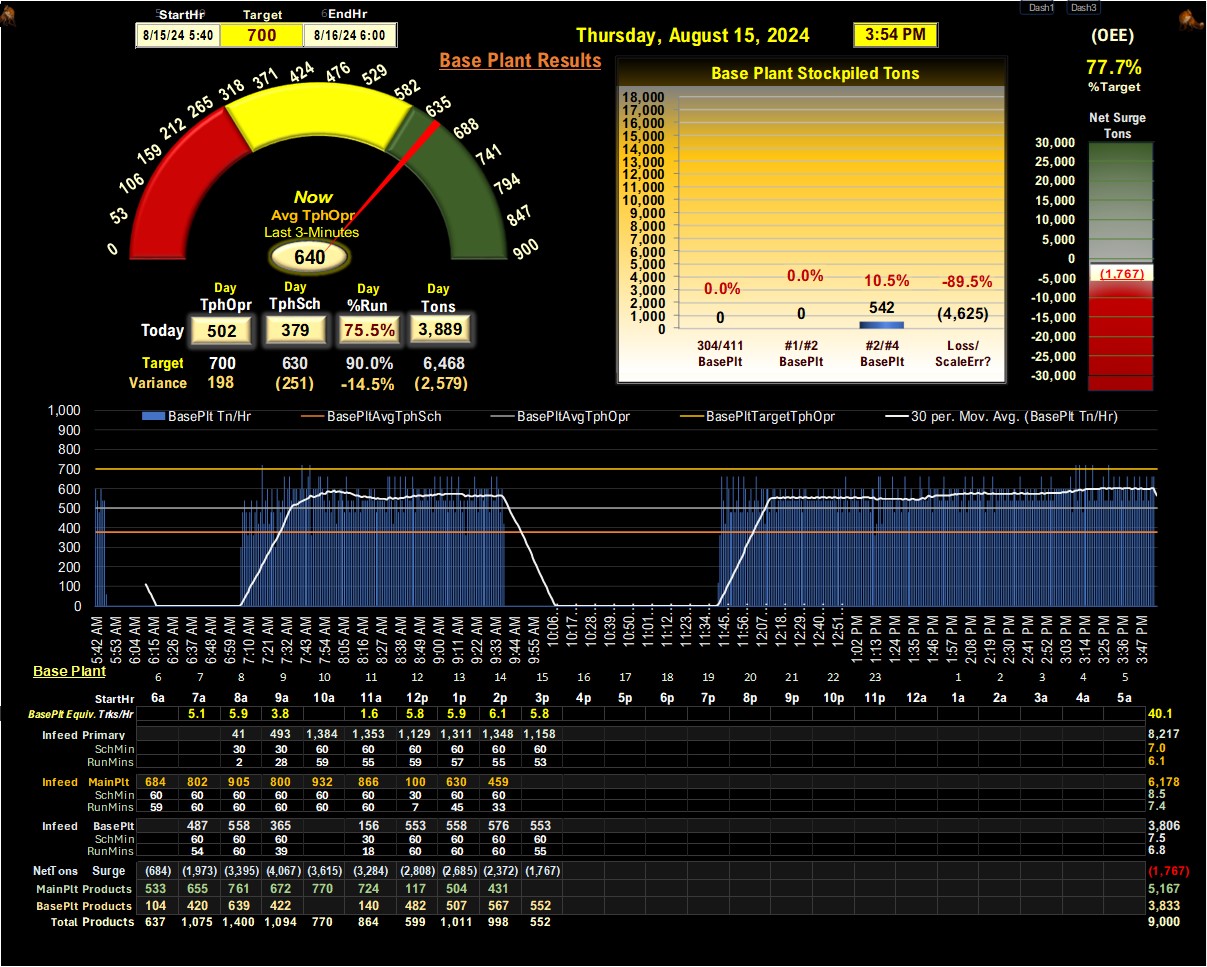 StartHr Target EndHr
8/15/24 5:40 700 8/16/24 6:00
Thursday, August 15, 2024 3:54 PM
Dash1 Dash3
(OEE)
77.7%
%Target
Base Plant Results
0 53 106 159 212 265 318 371 424 476 529 582 635 688 741 794 847 900
Now
Avg TphOpr
Last 3-Minutes
640
Day Day Day Day
TphOpr TphSch %Run Tons
Today 502 379 75.5% 3,889
Target 700 630 90.0% 6,468
Variance 198 (251) -14.5% (2,579)
Base Plant Stockpiled Tons
18,000
17,000
16,000
15,000
14,000
13,000
12,000
11,000
10,000
9,000
8,000
7,000
6,000
5,000
4,000
3,000
2,000
1,000
0
0.0% 0.0% 10.5% -89.5%
0 0 542 (4,625)
304/411 #1/#2 #2/#4 Loss/
BasePlt BasePlt BasePlt ScaleErr?
Net Surge
Tons
30,000
25,000
20,000
15,000
10,000
5,000
0
-5,000
-10,000
-15,000
-20,000
-25,000
-30,000
(1,767)
BasePlt Tn/Hr BasePltAvgTphSch BasePltAvgTphOpr BasePltTargetTphOpr 30 per. Mov. Avg. (BasePlt Tn/Hr)
1,000
900
800
700
600
500
400
300
200
100
0
5:42 AM 5:53 AM 6:04 AM 6:15 AM 6:26 AM 6:37 AM 6:48 AM 6:59 AM 7:10 AM 7:21 AM 7:32 AM 7:43 AM 7:54 AM 8:05 AM 8:16 AM 8:27 AM 8:38 AM 8:49 AM 9:00 AM 9:11 AM 9:22 AM 9:33 AM 9:44 AM 9:55 AM 10:06… 10:17… 10:28… 10:39… 10:50… 11:01… 11:12… 11:23… 11:34… 11:45… 11:56… 12:07… 12:18… 12:29… 12:40… 12:51… 1:02 PM 1:13 PM 1:24 PM 1:35 PM 1:46 PM 1:57 PM 2:08 PM 2:19 PM 2:30 PM 2:41 PM 2:52 PM 3:03 PM 3:14 PM 3:25 PM 3:36 PM 3:47 PM
Base Plant
6 7 8 9 10 11 12 13 14 15 16 17 18 19 20 21 22 23 1 2 3 4 5
StartHr 6a 7a 8a 9a 10a 11a 12p 1p 2p 3p 4p 5p 6p 7p 8p 9p 10p 11p 12a 1a 2a 3a 4a 5a
BasePlt Equiv. Trks/Hr 5.1 5.9 3.8 1.6 5.8 5.9 6.1 5.8 40.1
Infeed Primary 41 493 1,384 1,353 1,129 1,311 1,348 1,158 8,217
SchMin 30 30 60 60 60 60 60 60 7.0
RunMins 2 28 59 55 59 57 55 53 6.1
Infeed MainPlt 684 802 905 800 932 866 100 630 459 6,178
SchMin 60 60 60 60 60 60 30 60 60 8.5
RunMins 59 60 60 60 60 60 7 45 33 7.4
Infeed BasePlt 487 558 365 156 553 558 576 553 3,806
SchMin 60 60 60 30 60 60 60 60 7.5
RunMins 54 60 39 18 60 60 60 55 6.8
NetTons Surge (684) (1,973) (3,395) (4,067) (3,615) (3,284) (2,808) (2,685) (2,372) (1,767) (1,767)
MainPlt Products 533 655 761 672 770 724 117 504 431 5,167
BasePlt Products 104 420 639 422 140 482 507 567 552 3,833
Total Products 637 1,075 1,400 1,094 770 864 599 1,011 998 552 9,000